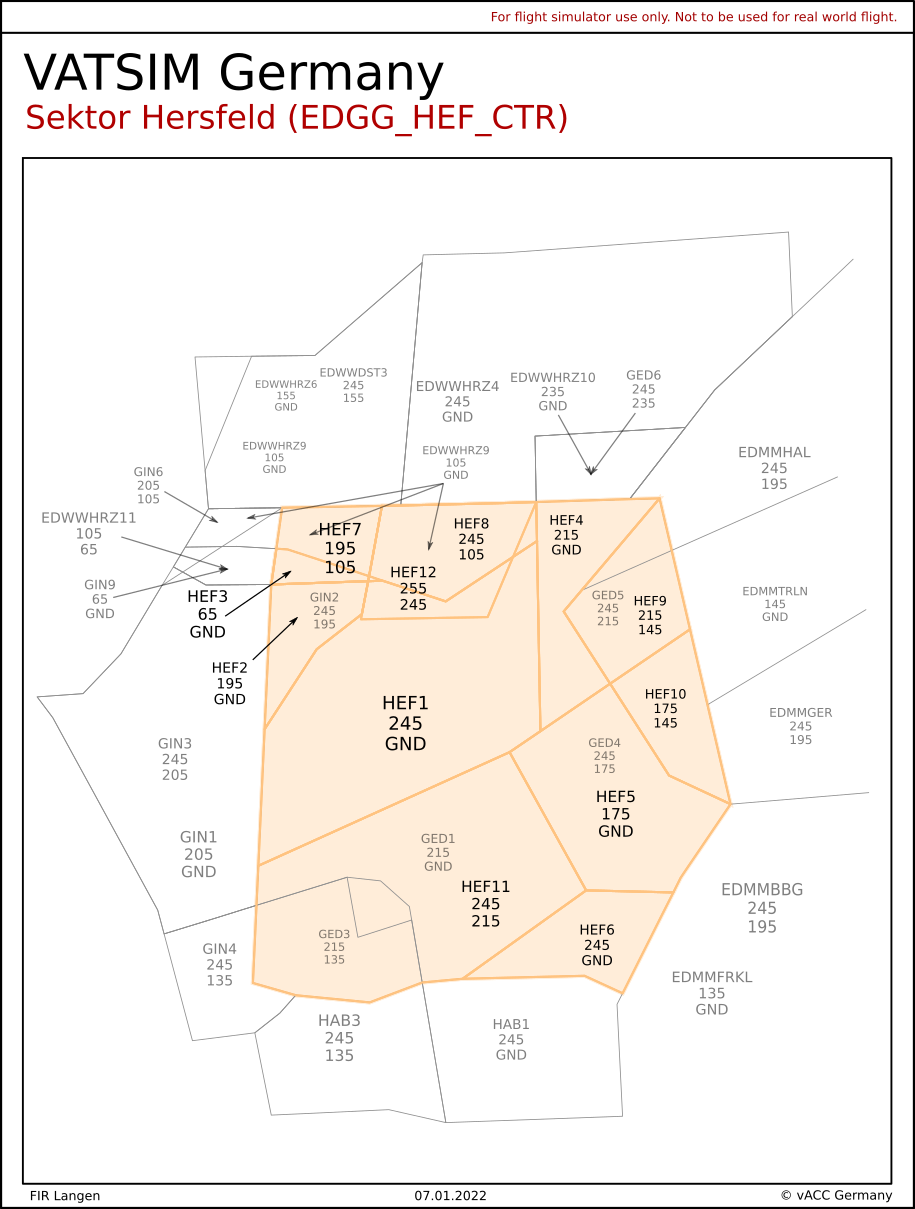 For flight simulator use only. Not to be used for real world flight.
VATSIM Germany
Sektor Hersfeld (EDGG_HEF_CTR)
EDWWHRZ6
155
GND
EDWWDST3
245
155
EDWWHRZ4
245
GND
EDWWHRZ10
235
GND
GED6
245
235
EDWWHRZ9
105
GND
EDWWHRZ9
105
GND
EDMMHAL
245
195
GIN6
205
105
EDWWHRZ11
105
65
HEF7
195
105
HEF8
245
105
HEF4
215
GND
HEF12
255
245
GIN9
65
GND
HEF3
65
GND
GIN2
245
195
GED5
245
215
HEF9
215
145
EDMMTRLN
145
GND
HEF2
195
GND
HEF1
245
GND
HEF10
175
145
EDMMGER
245
195
GIN3
245
205
GED4
245
175
HEF5
175
GND
GIN1
205
GND
GED1
215
GND
HEF11
245
215
EDMMBBG
245
195
GIN4
245
135
GED3
215
135
HEF6
245
GND
EDMMFRKL
135
GND
HAB3
245
135
HAB1
245
GND
FIR Langen
07.01.2022
© vACC Germany